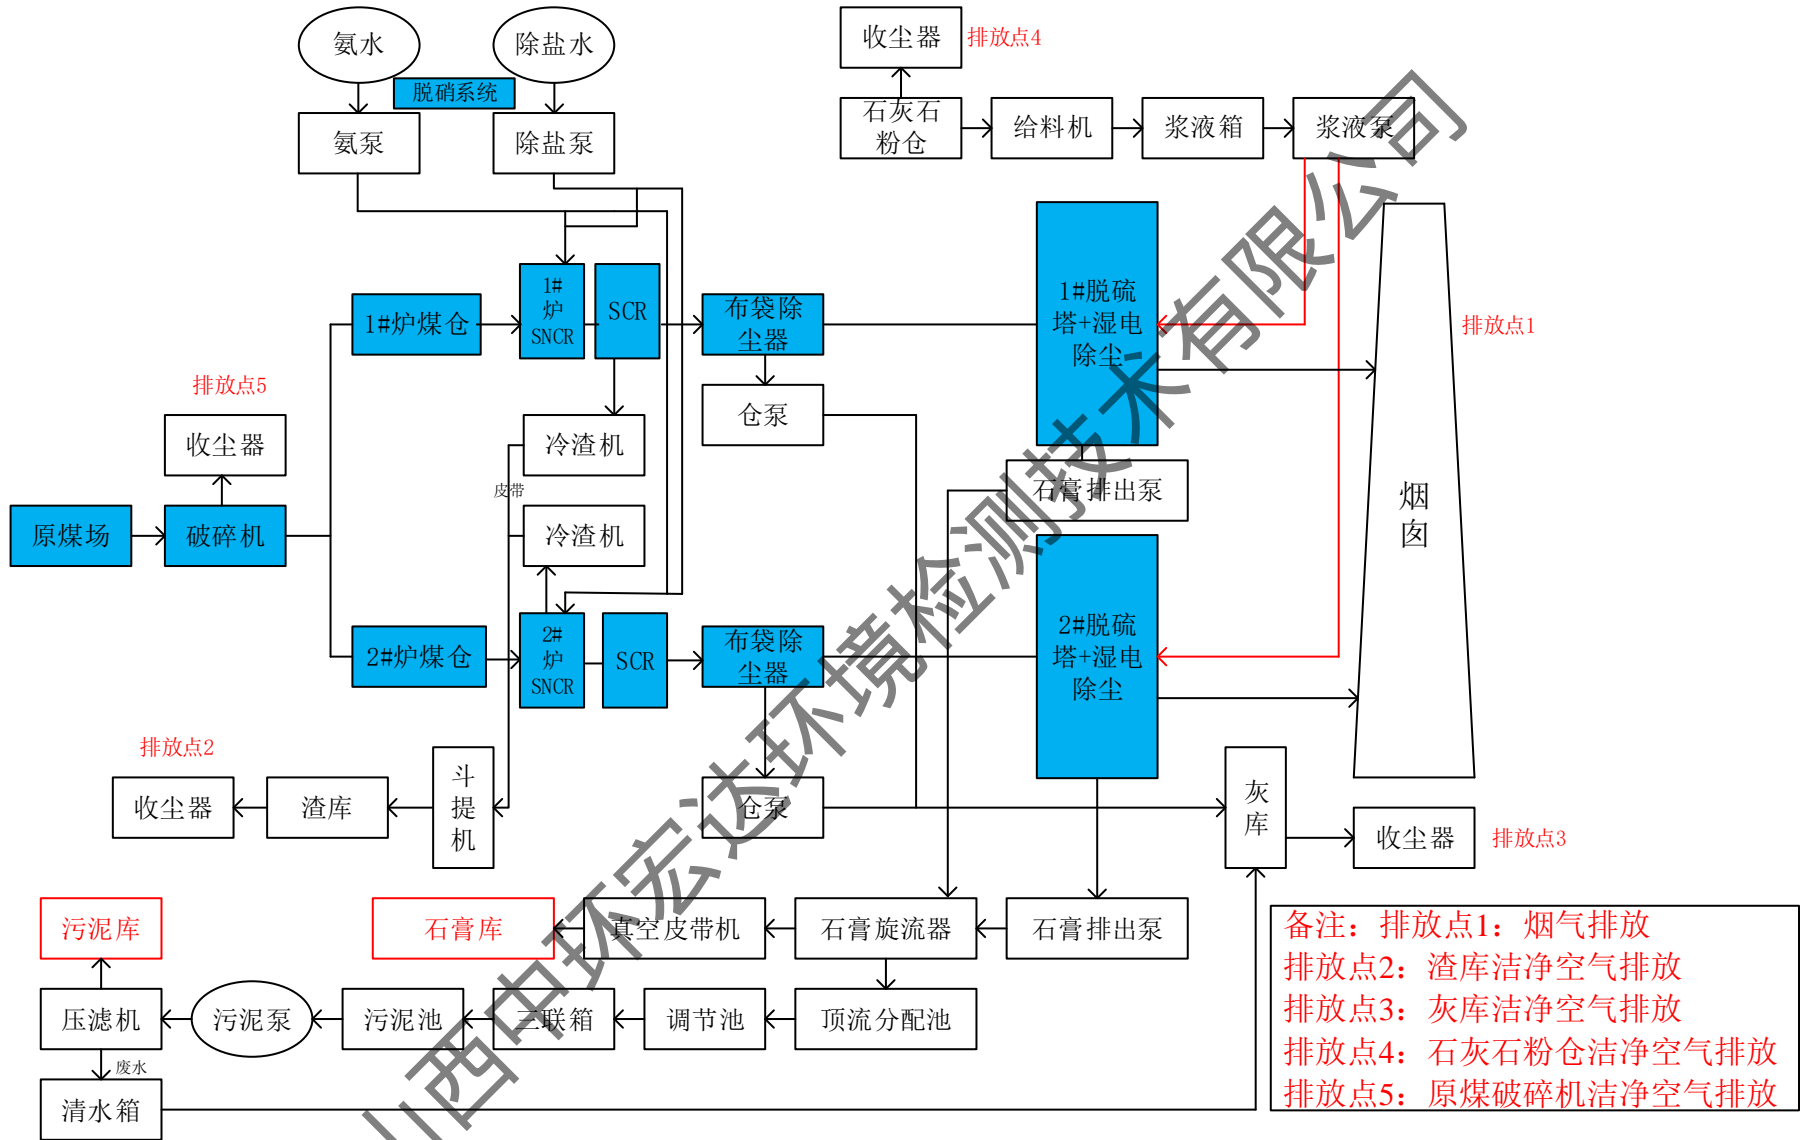 氨水
除盐水
脱硝系统
氨泵
除盐泵
收尘器
排放点4
石灰石
粉仓
给料机
浆液箱
浆液泵
1#炉煤仓
1#
炉
SNCR
SCR
布袋除
尘器
1#脱硫
塔+湿电
除尘
排放点1
排放点5
收尘器
仓泵
冷渣机
皮带
石膏排出泵
烟囱
原煤场
破碎机
冷渣机
2#炉煤仓
2#
炉
SNCR
SCR
布袋除
尘器
2#脱硫
塔+湿电
除尘
排放点2
收尘器
渣库
斗提机
仓泵
灰库
收尘器
排放点3
污泥库
石膏库
真空皮带机
石膏旋流器
石膏排出泵
压滤机
污泥泵
污泥池
三联箱
调节池
顶流分配池
废水
清水箱
备注：排放点1：烟气排放
排放点2：渣库洁净空气排放
排放点3：灰库洁净空气排放
排放点4：石灰石粉仓洁净空气排放
排放点5：原煤破碎机洁净空气排放
山西中环宏达环境检测技术有限公司